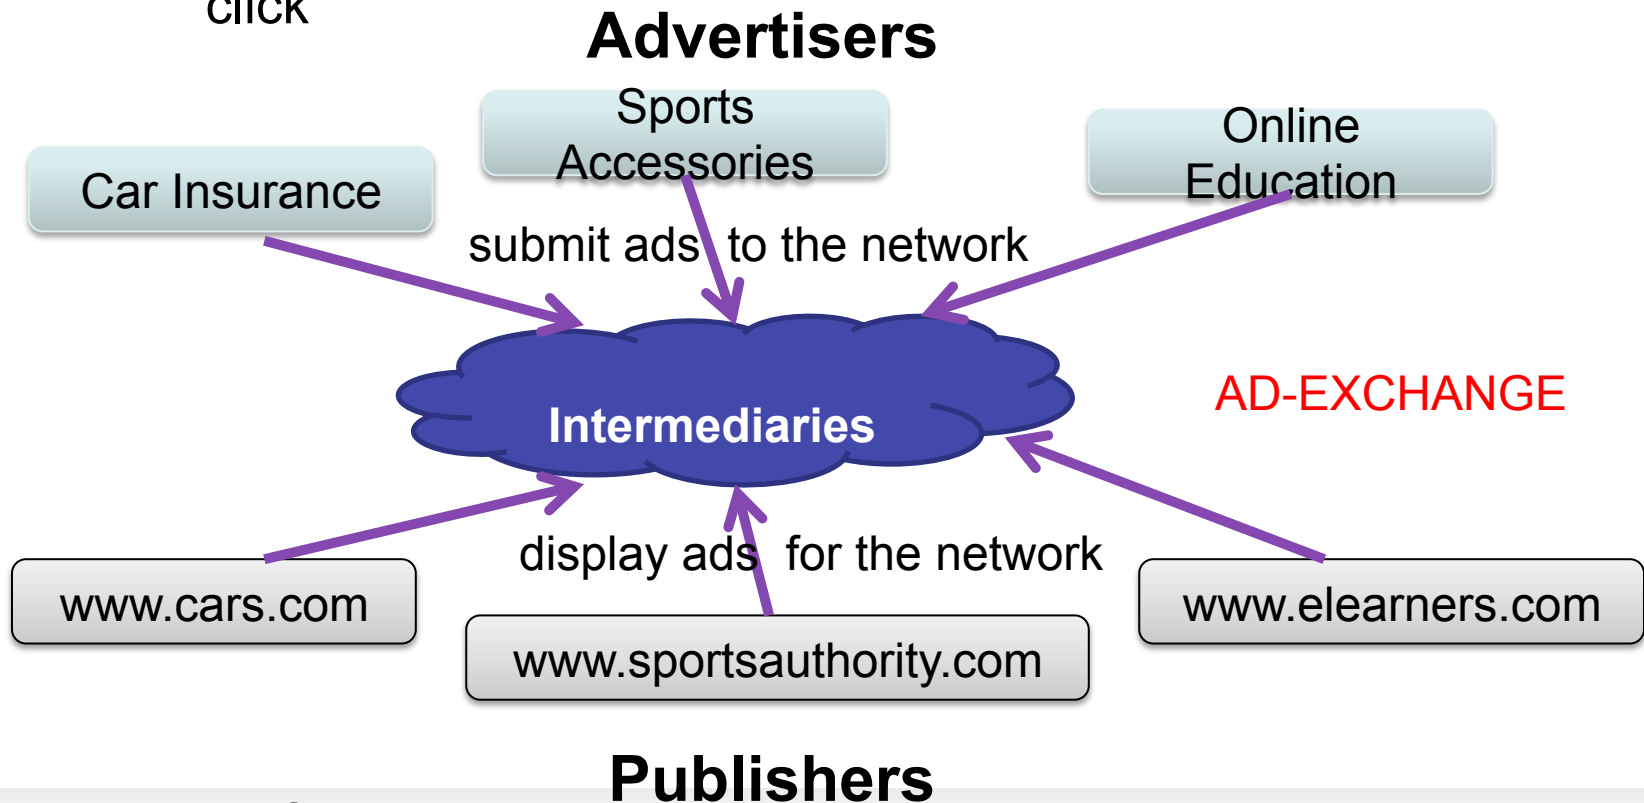 click
Advertisers
Sports
Accessories
Online
Education
Car Insurance
submit ads to the network
AD-EXCHANGE
Intermediaries
display ads for the network
www.cars.com
www.elearners.com
www.sportsauthority.com
Publishers